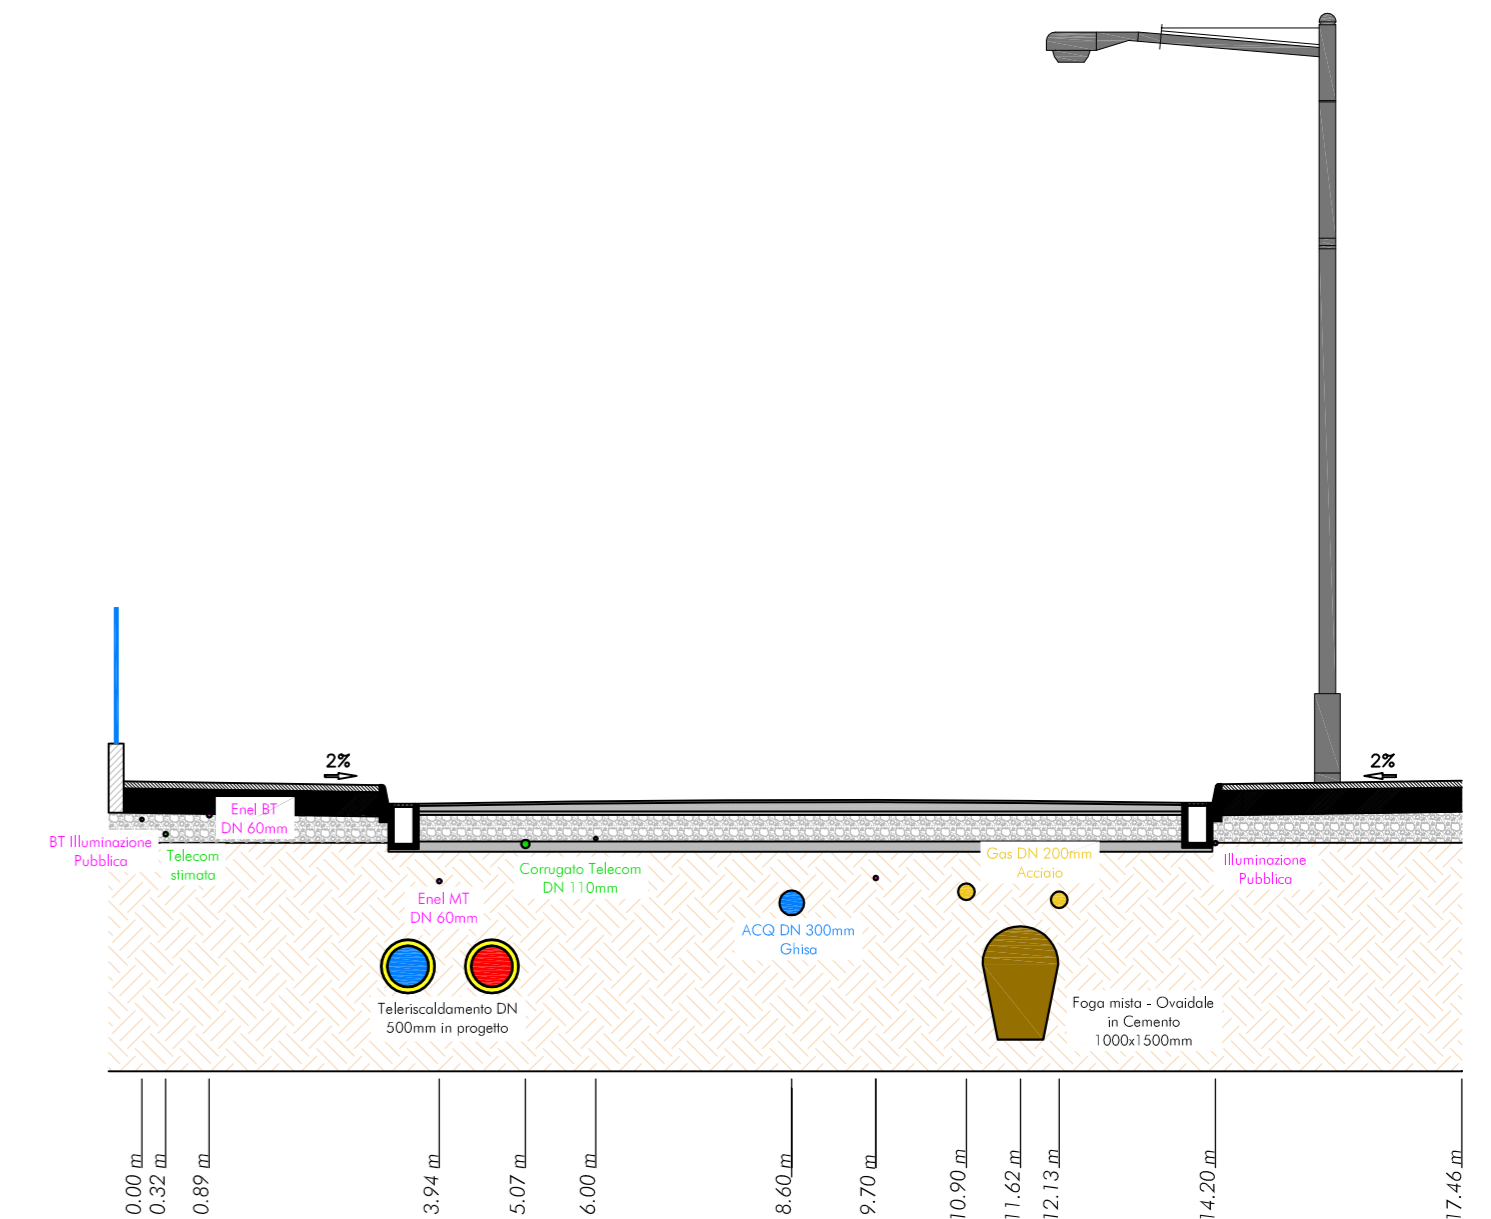 2%
2%
Enel BT
DN 60mm
BT Illuminazione
Pubblica
Telecom
stimata
Corrugato Telecom
DN 110mm
Gas DN 200mm
Acciaio
Illuminazione
Pubblica
Enel MT
DN 60mm
ACQ DN 300mm
Ghisa
Teleriscaldamento DN
500mm in progetto
Foga mista - Ovaidale
in Cemento
1000x1500mm
0.00 m
0.32 m
0.89 m
3.94 m
5.07 m
6.00 m
8.60 m
9.70 m
10.90 m
11.62 m
12.13 m
14.20 m
17.46 m